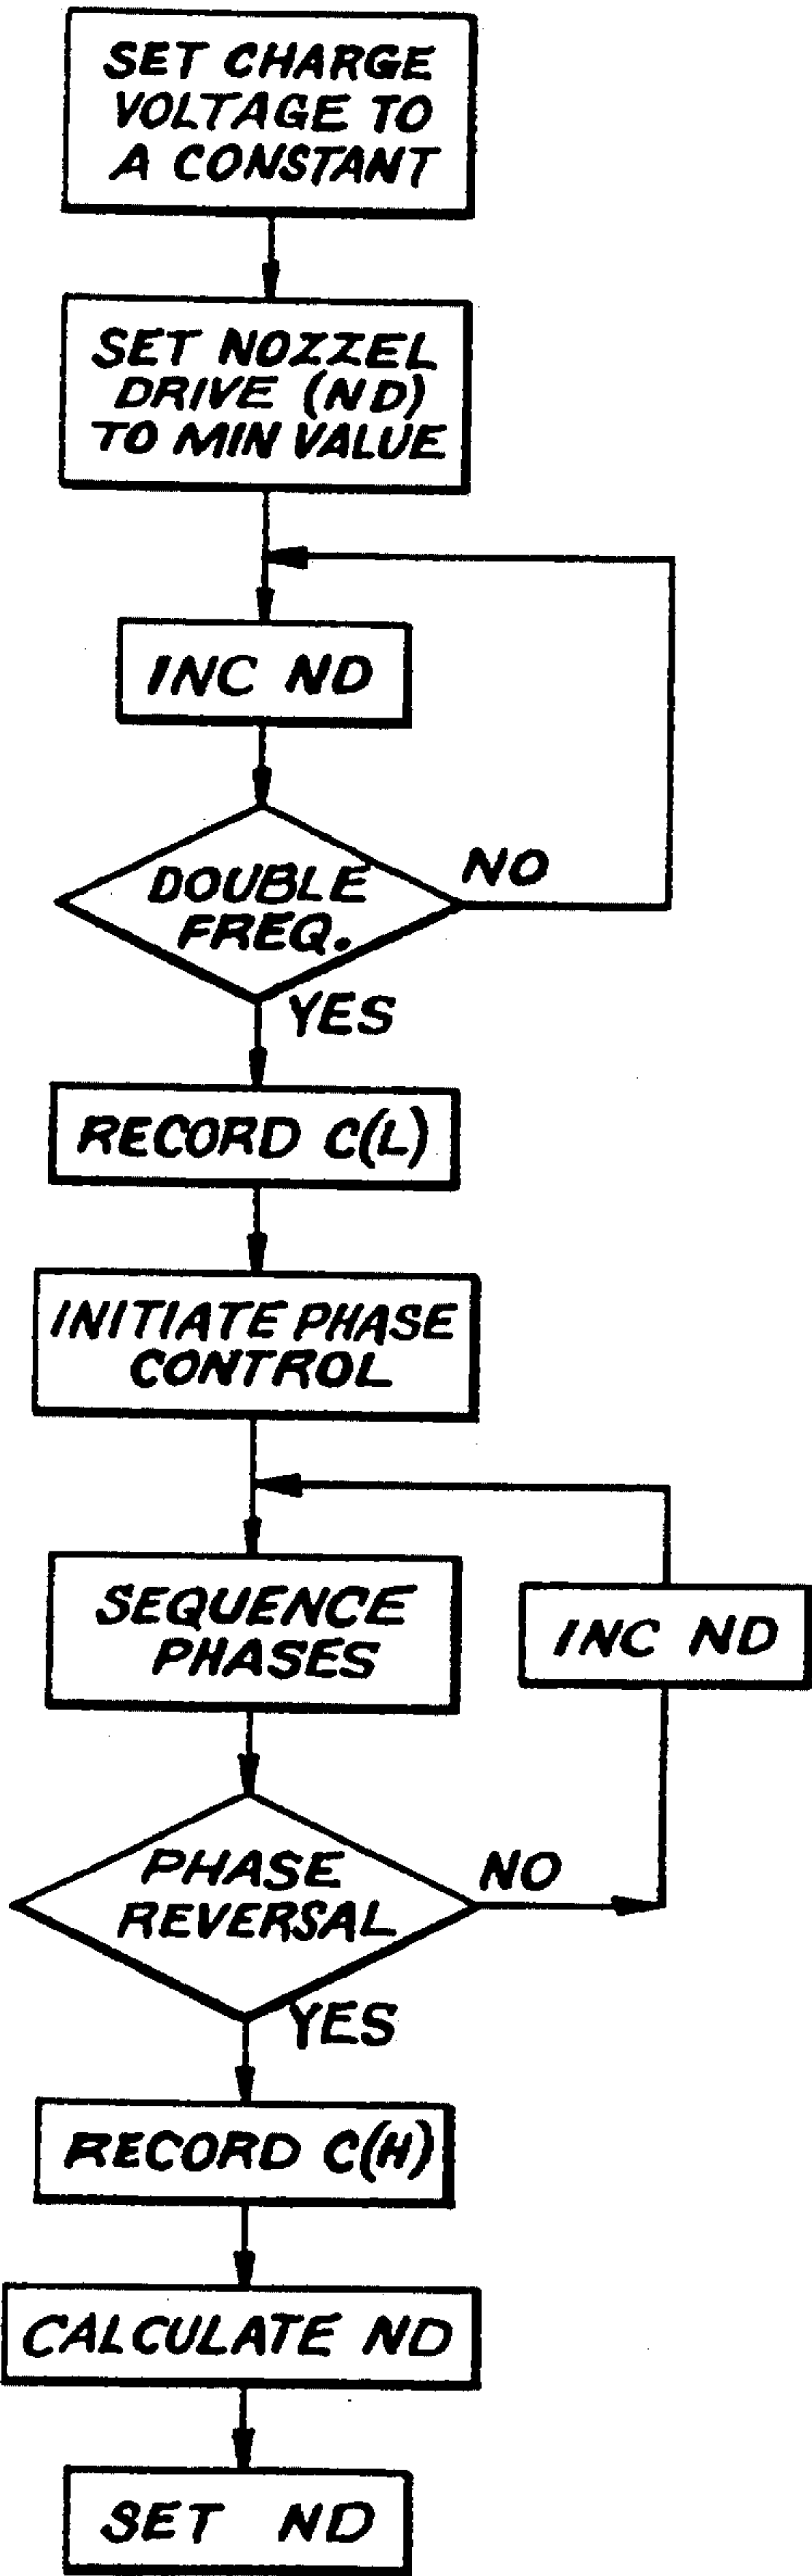 SET CHARGE
VOLTAGE TO
A CONSTANT
SET NOZZEL
DRIVE (ND)
TO MIN VALUE
INC ND
DOUBLE
FREQ.
NO
YES
RECORD C(L)
INITIATE PHASE
CONTROL
SEQUENCE
PHASES
INC ND
PHASE
REVERSAL
NO
YES
RECORD C(H)
CALCULATE ND
SET ND